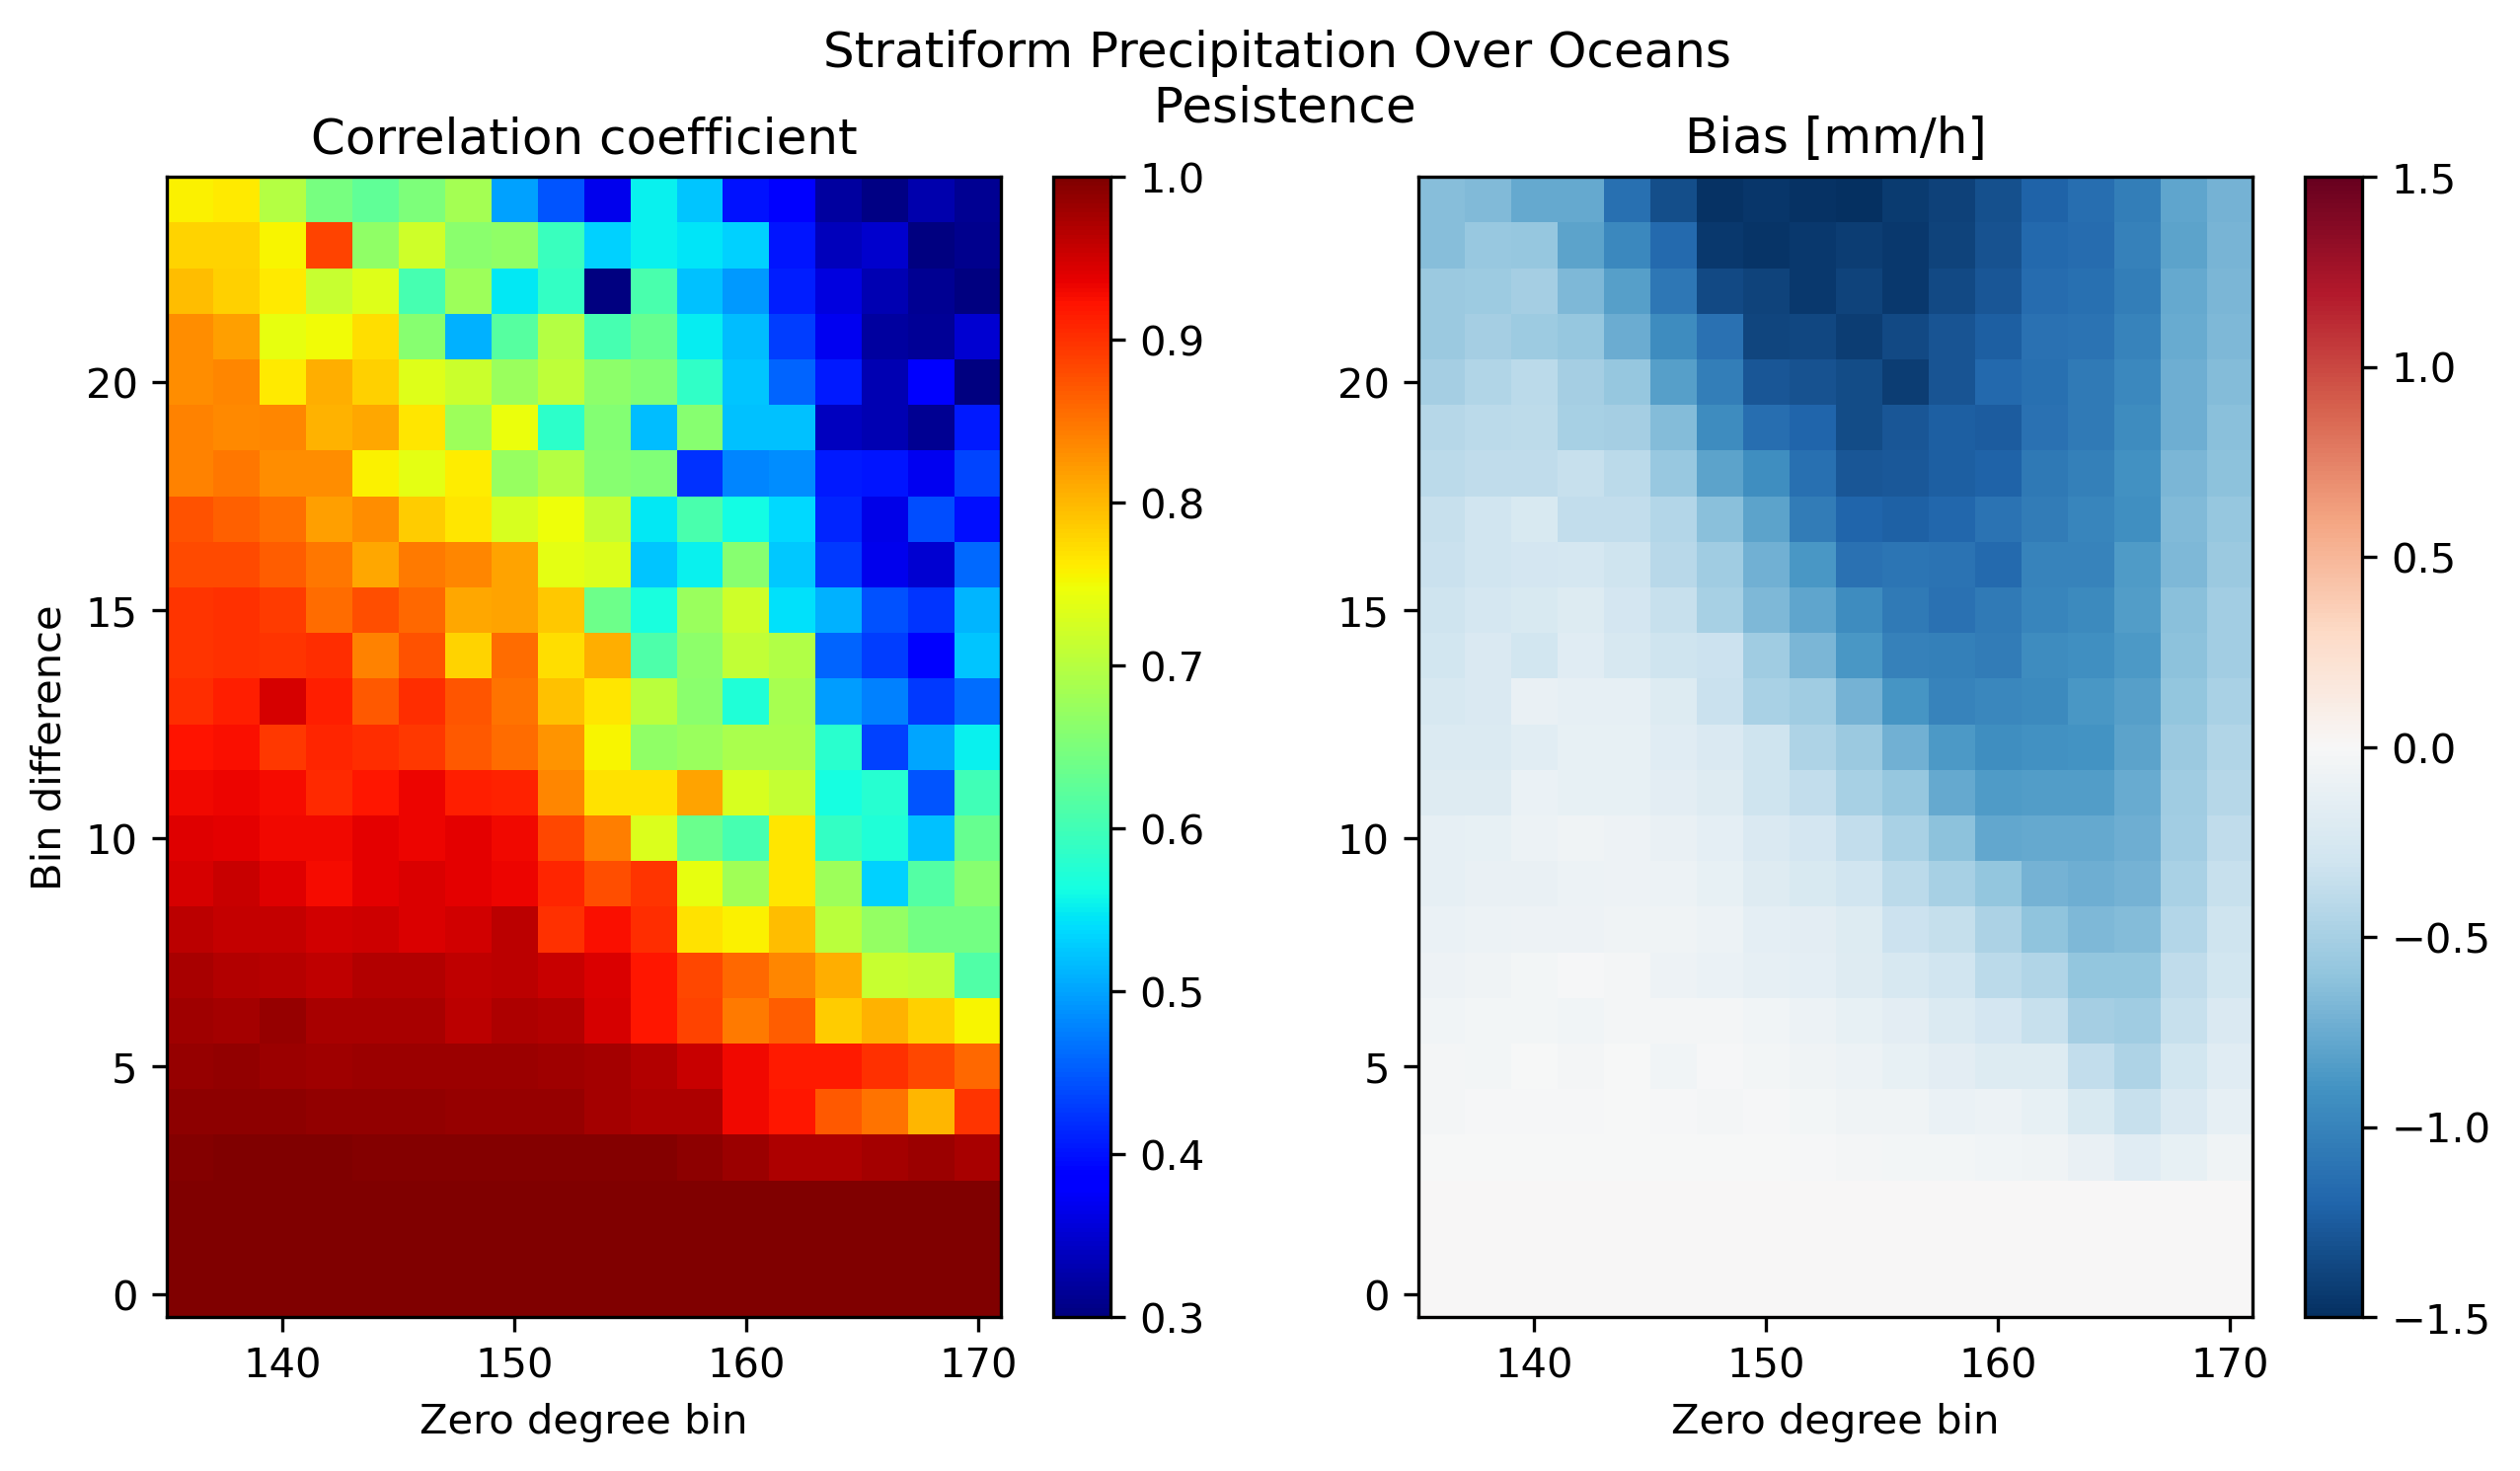 Stratiform Precipitation Over Oceans
Pesistence
Correlation coefficient
Bin difference
20
15
10
5
0
140 150 160 170
Zero degree bin
1.0
0.9
0.8
0.7
0.6
0.5
0.4
0.3
Bias [mm/h]
20
15
10
5
0
140 150 160 170
Zero degree bin
1.5
1.0
0.5
0.0
−0.5
−1.0
−1.5